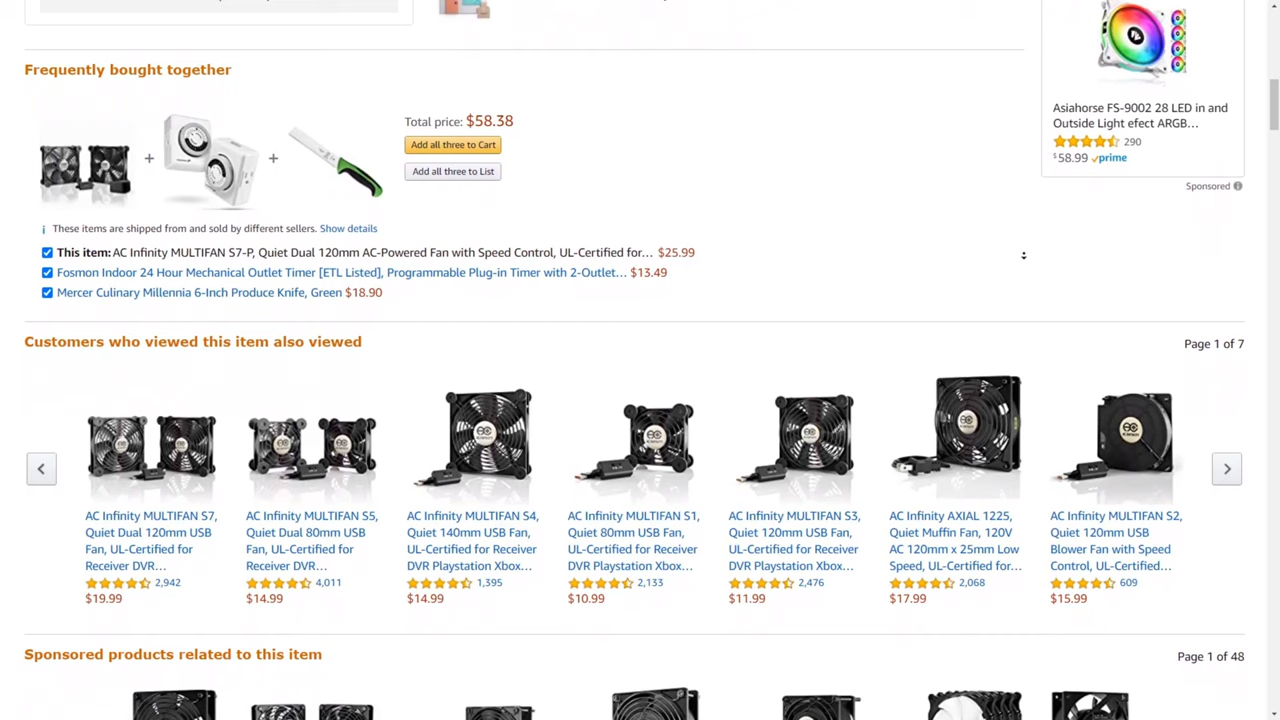 Asiahorse FS-9002 28 LED in and
Outside Light efect ARGB...
290
$58.99 prime
Sponsored
Frequently bought together
+
+
Total price: $58.38
Add all three to Cart
Add all three to List
These items are shipped from and sold by different sellers. Show details
This item: AC Infinity MULTIFAN S7-P, Quiet Dual 120mm AC-Powered Fan with Speed Control, UL-Certified for... $25.99
Fosmon Indoor 24 Hour Mechanical Outlet Timer [ETL Listed], Programmable Plug-in Timer with 2-Outlet... $13.49
Mercer Culinary Millennia 6-Inch Produce Knife, Green $18.90
Customers who viewed this item also viewed
Page 1 of 7
AC Infinity MULTIFAN S7,
Quiet Dual 120mm USB
Fan, UL-Certified for
Receiver DVR...
2,942
$19.99
AC Infinity MULTIFAN S5,
Quiet Dual 80mm USB
Fan, UL-Certified for
Receiver DVR...
4,011
$14.99
AC Infinity MULTIFAN S4,
Quiet 140mm USB Fan,
UL-Certified for Receiver
DVR Playstation Xbox...
1,395
$14.99
AC Infinity MULTIFAN S1,
Quiet 80mm USB Fan,
UL-Certified for Receiver
DVR Playstation Xbox...
2,133
$10.99
AC Infinity MULTIFAN S3,
Quiet 120mm USB Fan,
UL-Certified for Receiver
DVR Playstation Xbox...
2,476
$11.99
AC Infinity AXIAL 1225,
Quiet Muffin Fan, 120V
AC 120mm x 25mm Low
Speed, UL-Certified for...
2,068
$17.99
AC Infinity MULTIFAN S2,
Quiet 120mm USB
Blower Fan with Speed
Control, UL-Certified...
609
$15.99
Sponsored products related to this item
Page 1 of 48